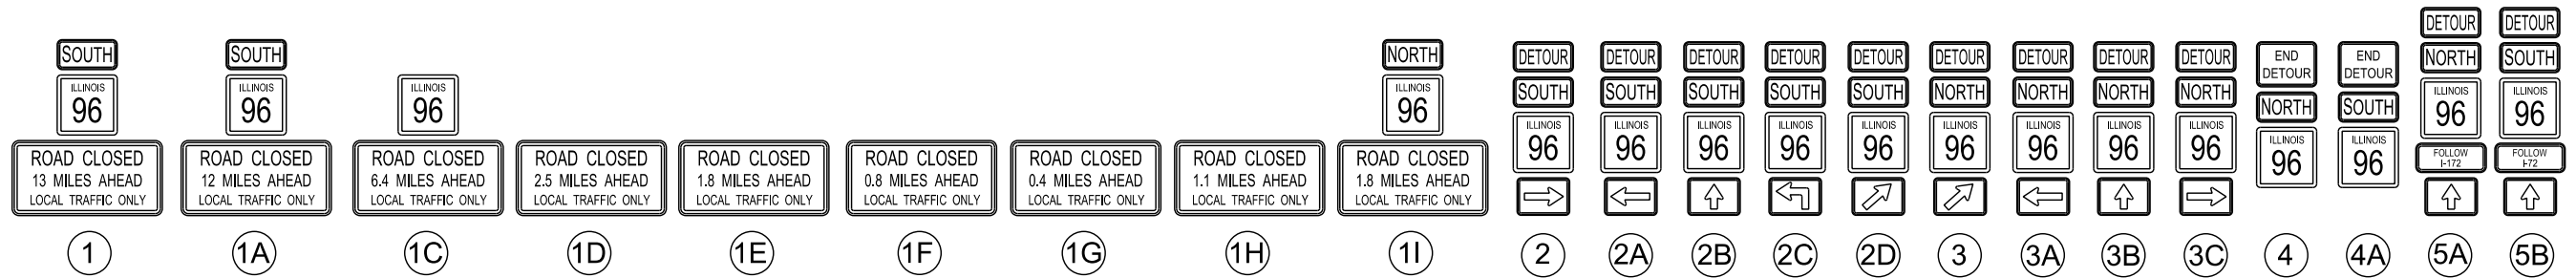 SOUTH
ILLINOIS
96
ROAD CLOSED
13 MILES AHEAD
LOCAL TRAFFIC ONLY
1
SOUTH
ILLINOIS
96
ROAD CLOSED
12 MILES AHEAD
LOCAL TRAFFIC ONLY
1A
ILLINOIS
96
ROAD CLOSED
6.4 MILES AHEAD
LOCAL TRAFFIC ONLY
1C
ROAD CLOSED
2.5 MILES AHEAD
LOCAL TRAFFIC ONLY
1D
ROAD CLOSED
1.8 MILES AHEAD
LOCAL TRAFFIC ONLY
1E
ROAD CLOSED
0.8 MILES AHEAD
LOCAL TRAFFIC ONLY
1F
ROAD CLOSED
0.4 MILES AHEAD
LOCAL TRAFFIC ONLY
1G
ROAD CLOSED
1.1 MILES AHEAD
LOCAL TRAFFIC ONLY
1H
NORTH
ILLINOIS
96
ROAD CLOSED
1.8 MILES AHEAD
LOCAL TRAFFIC ONLY
1I
DETOUR
SOUTH
ILLINOIS
96
2
DETOUR
SOUTH
ILLINOIS
96
2A
DETOUR
SOUTH
ILLINOIS
96
2B
DETOUR
SOUTH
ILLINOIS
96
2C
DETOUR
SOUTH
ILLINOIS
96
2D
DETOUR
NORTH
ILLINOIS
96
3
DETOUR
NORTH
ILLINOIS
96
3A
DETOUR
NORTH
ILLINOIS
96
3B
DETOUR
NORTH
ILLINOIS
96
3C
END
DETOUR
NORTH
ILLINOIS
96
4
END
DETOUR
SOUTH
ILLINOIS
96
4A
DETOUR
NORTH
ILLINOIS
96
FOLLOW
I-172
5A
DETOUR
SOUTH
ILLINOIS
96
FOLLOW
I-72
5B